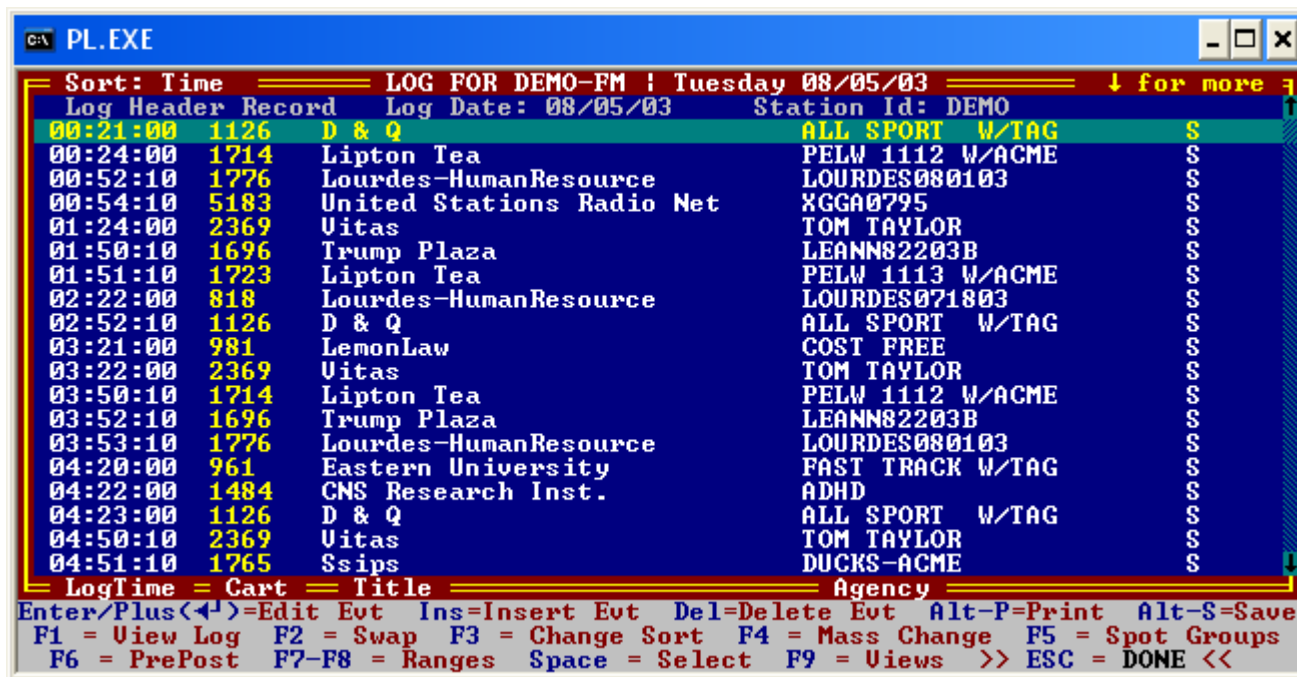 PL.EXE
Sort: Time LOG FOR DEMO-FM ¦ Tuesday 08/05/03 ↓ for more
Log Header Record Log Date: 08/05/03 Station Id: DEMO
00:21:00 1126 D & Q ALL SPORT W/TAG S
00:24:00 1714 Lipton Tea PELW 1112 W/ACME S
00:52:10 1776 Lourdes-HumanResource LOURDES080103 S
00:54:10 5183 United States Radio Net XGGA0795 S
01:24:00 2369 Vitas TOM TAYLOR S
01:50:10 1696 Trump Plaza LEANN82203B S
01:51:10 1723 Lipton Tea PELW 1113 W/ACME S
02:22:00 818 Lourdes-HumanResource LOURDES071803 S
02:52:10 1126 D & Q ALL SPORT W/TAG S
03:21:00 981 LemonLaw COST FREE S
03:22:00 2369 Vitas TOM TAYLOR S
03:50:10 1714 Lipton Tea PELW 1112 W/ACME S
03:52:10 1696 Trump Plaza LEANN82203B S
03:53:10 1776 Lourdes-HumanResource LOURDES080103 S
04:20:00 961 Eastern University FAST TRACK W/TAG S
04:22:00 1484 CNS Research Inst. ADHD S
04:23:00 1126 D & Q ALL SPORT W/TAG S
04:50:10 2369 Vitas TOM TAYLOR S
04:51:10 1765 Ssips DUCKS-ACME S
LogTime = Cart = Title Agency
Enter/Plus(◄┘)=Edit Evt Ins=Insert Evt Del=Delete Evt Alt-P=Print Alt-S=Save
F1 = View Log F2 = Swap F3 = Change Sort F4 = Mass Change F5 = Spot Groups
F6 = PrePost F7-F8 = Ranges Space = Select F9 = Views >> ESC = DONE <<